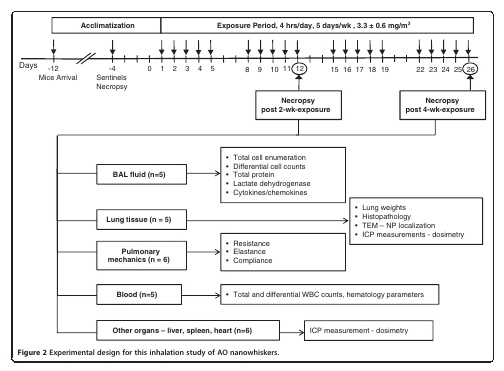 Acclimatization
Exposure Period, 4 hrs/day, 5 days/wk , 3.3 ± 0.6 mg/m³
Days -12 -4 0 1 2 3 4 5 8 9 10 11 12 15 16 17 18 19 22 23 24 25 26
Mice Arrival
Sentinels
Necropsy
Necropsy
post 2-wk-exposure
Necropsy
post 4-wk-exposure
BAL fluid (n=5)
• Total cell enumeration
• Differential cell counts
• Total protein
• Lactate dehydrogenase
• Cytokines/chemokines
Lung tissue (n = 5)
• Lung weights
• Histopathology
• TEM – NP localization
• ICP measurements - dosimetry
Pulmonary
mechanics (n = 6)
• Resistance
• Elastance
• Compliance
Blood (n=5)
• Total and differential WBC counts, hematology parameters
Other organs – liver, spleen, heart (n=6)
ICP measurement - dosimetry
Figure 2 Experimental design for this inhalation study of AO nanowhiskers.